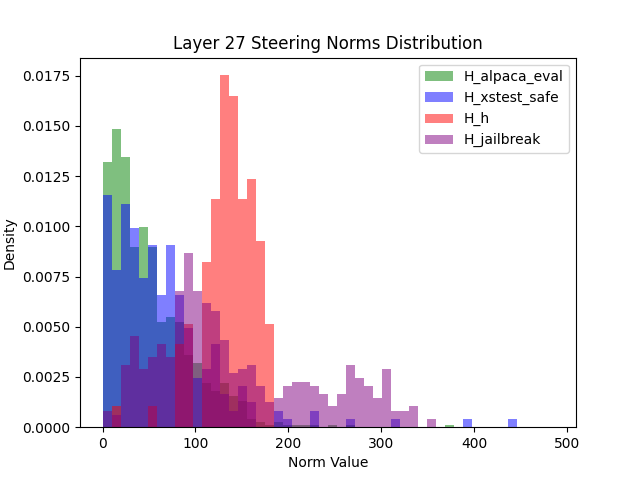 Layer 27 Steering Norms Distribution
H_alpaca_eval
H_xstest_safe
H_h
H_jailbreak
Density
0.0175
0.0150
0.0125
0.0100
0.0075
0.0050
0.0025
0.0000
0 100 200 300 400 500
Norm Value